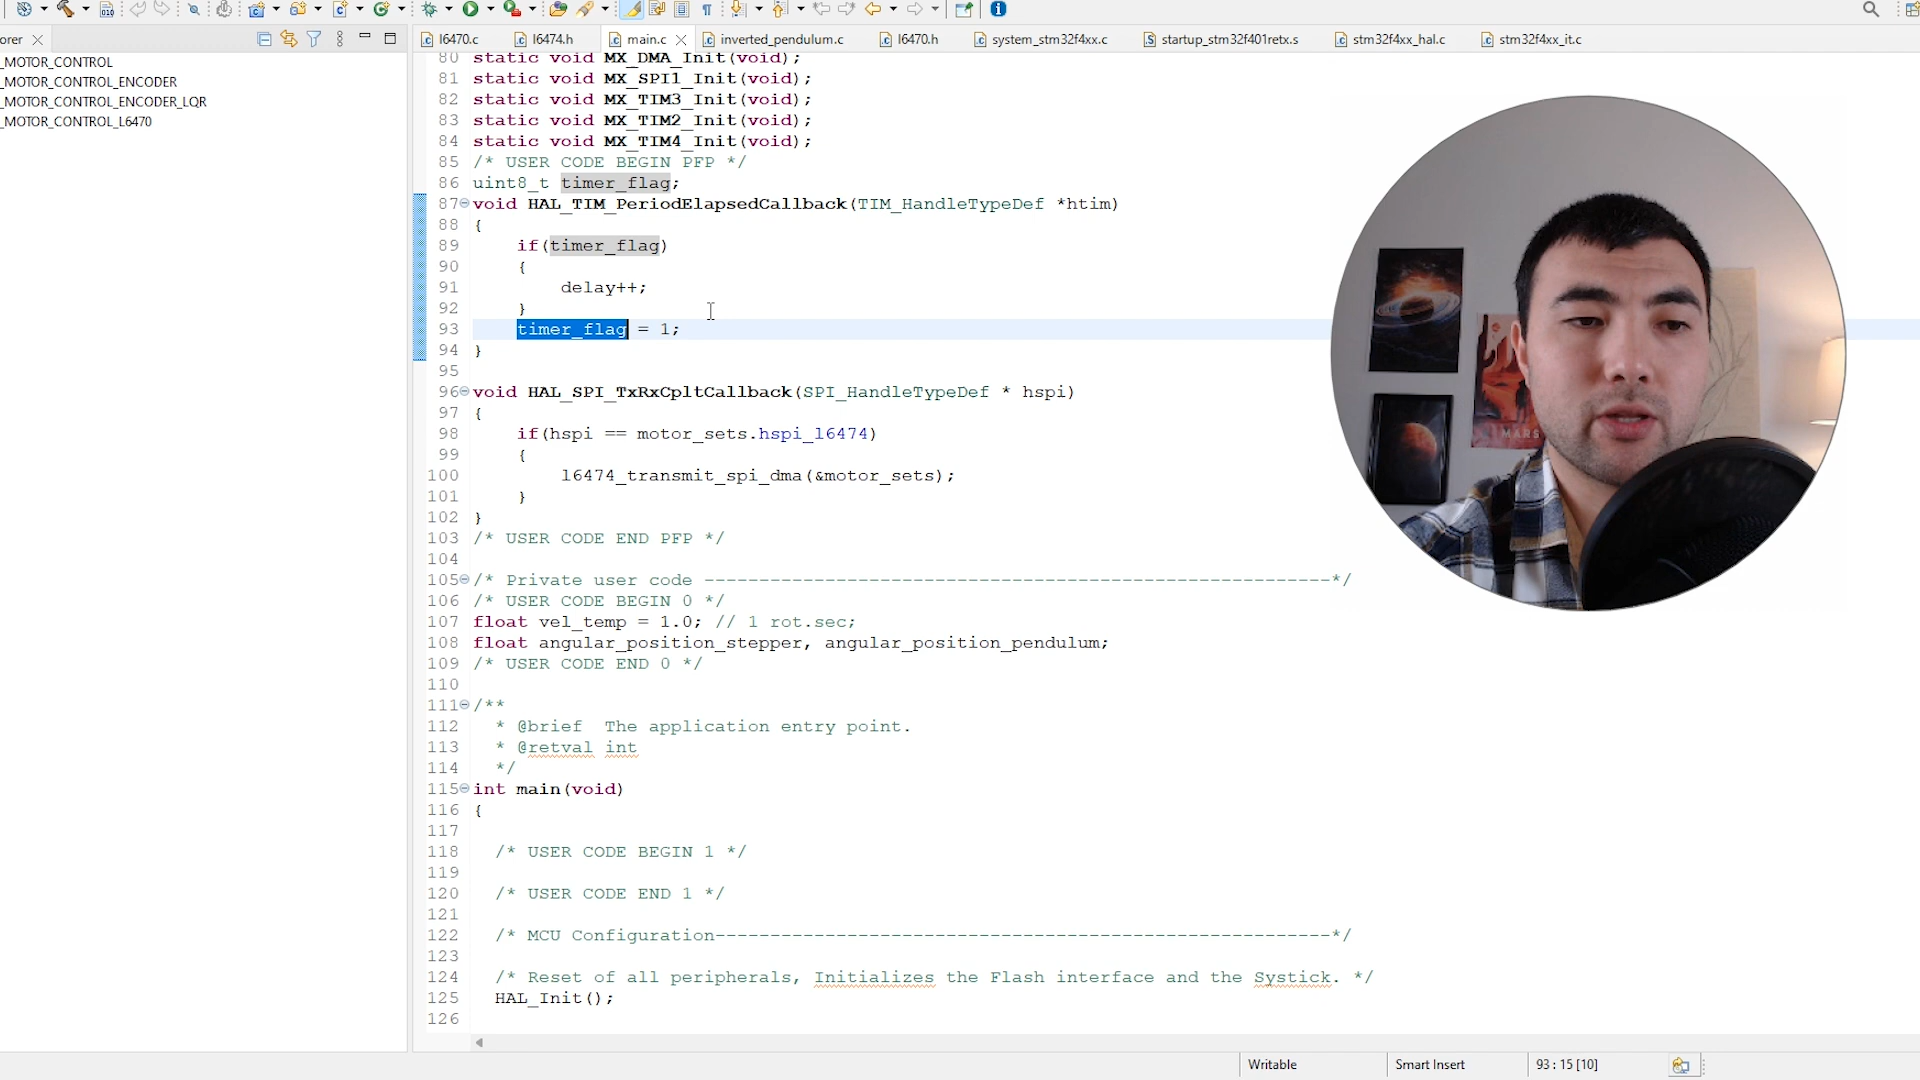 orer
l6470.c
l6474.h
main.c
inverted_pendulum.c
l6470.h
system_stm32f4xx.c
startup_stm32f401retx.s
stm32f4xx_hal.c
stm32f4xx_it.c
_MOTOR_CONTROL
_MOTOR_CONTROL_ENCODER
_MOTOR_CONTROL_ENCODER_LQR
_MOTOR_CONTROL_L6470
80 static void MX_DMA_Init(void);
81 static void MX_SPI1_Init(void);
82 static void MX_TIM3_Init(void);
83 static void MX_TIM2_Init(void);
84 static void MX_TIM4_Init(void);
85 /* USER CODE BEGIN PFP */
86 uint8_t timer_flag;
87 void HAL_TIM_PeriodElapsedCallback(TIM_HandleTypeDef *htim)
88 {
89 if(timer_flag)
90 {
91 delay++;
92 }
93 timer_flag = 1;
94 }
95
96 void HAL_SPI_TxRxCpltCallback(SPI_HandleTypeDef * hspi)
97 {
98 if(hspi == motor_sets.hspi_l6474)
99 {
100 l6474_transmit_spi_dma(&motor_sets);
101 }
102 }
103 /* USER CODE END PFP */
104
105 /* Private user code ---------------------------------------------------------*/
106 /* USER CODE BEGIN 0 */
107 float vel_temp = 1.0; // 1 rot.sec;
108 float angular_position_stepper, angular_position_pendulum;
109 /* USER CODE END 0 */
110
111 /**
112 * @brief The application entry point.
113 * @retval int
114 */
115 int main(void)
116 {
117
118 /* USER CODE BEGIN 1 */
119
120 /* USER CODE END 1 */
121
122 /* MCU Configuration--------------------------------------------------------*/
123
124 /* Reset of all peripherals, Initializes the Flash interface and the Systick. */
125 HAL_Init();
126
MARS
Writable
Smart Insert
93 : 15 [10]